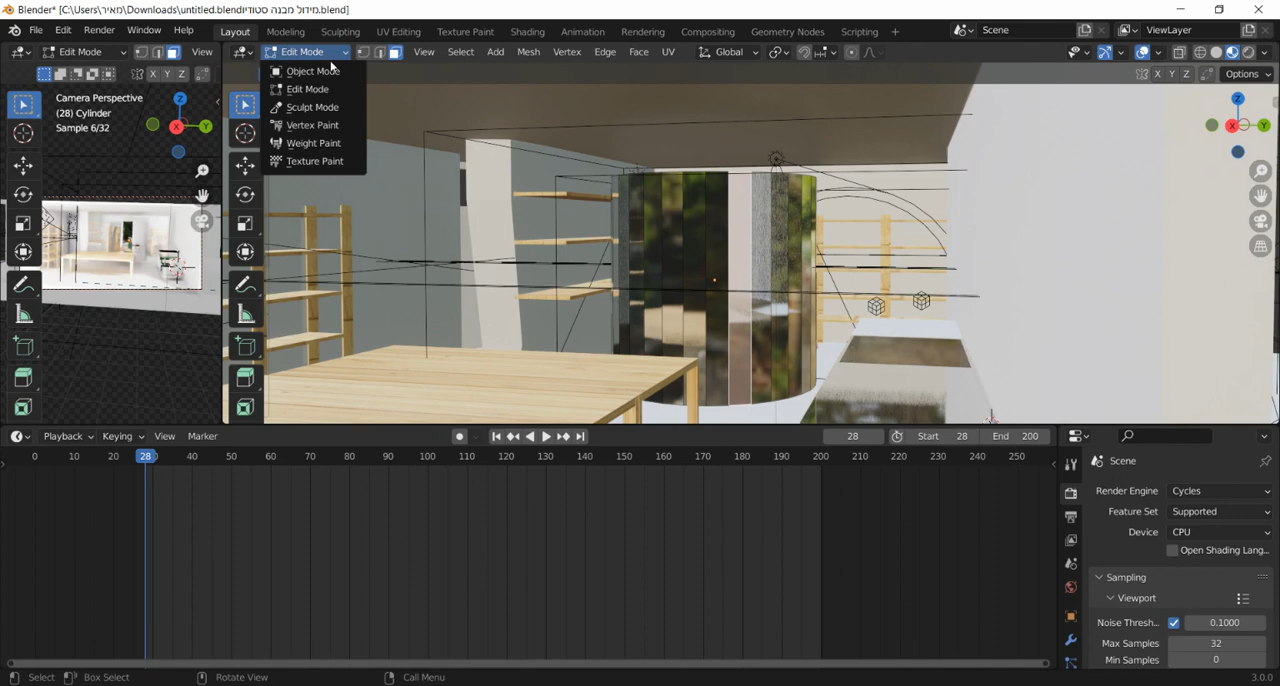 Blender* [C:\Users\מאיר\Downloads\untitled.blendמידול מבנה סטודיו.blend]
File Edit Render Window Help Layout Modeling Sculpting UV Editing Texture Paint Shading Animation Rendering Compositing Geometry Nodes Scripting + Scene ViewLayer
Edit Mode View Edit Mode View Select Add Mesh Vertex Edge Face UV Global
X Y Z X Y Z Options
Object Mode
Edit Mode
Sculpt Mode
Vertex Paint
Weight Paint
Texture Paint
Camera Perspective
(28) Cylinder
Sample 6/32
Z X Y
Z X Y
Playback Keying View Marker 28 Start 28 End 200
0 10 20 28 30 40 50 60 70 80 90 100 110 120 130 140 150 160 170 180 190 200 210 220 230 240 250
Scene
Render Engine Cycles
Feature Set Supported
Device CPU
Open Shading Lang...
Sampling
Viewport
Noise Thresh... 0.1000
Max Samples 32
Min Samples 0
Select Box Select Rotate View Call Menu 3.0.0